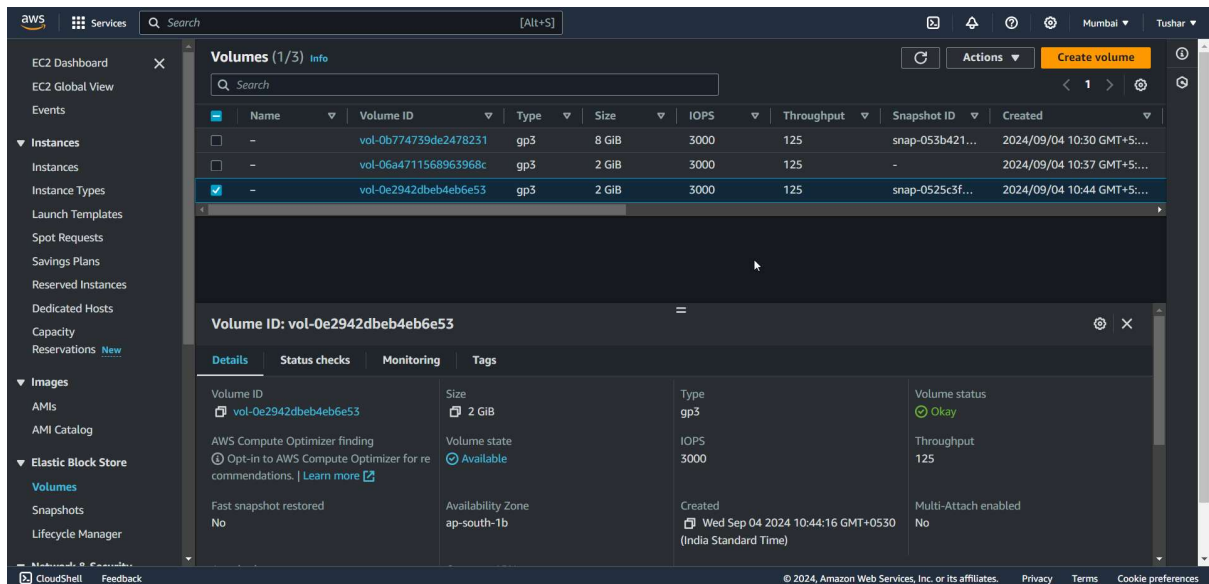 aws Services Search [Alt+S] Mumbai Tushar
EC2 Dashboard
EC2 Global View
Events
Instances
Instances
Instance Types
Launch Templates
Spot Requests
Savings Plans
Reserved Instances
Dedicated Hosts
Capacity
Reservations New
Images
AMIs
AMI Catalog
Elastic Block Store
Volumes
Snapshots
Lifecycle Manager
Network & Security
Volumes (1/3) Info Actions Create volume
Search 1
Name Volume ID Type Size IOPS Throughput Snapshot ID Created
– vol-0b774739de2478231 gp3 8 GiB 3000 125 snap-053b421... 2024/09/04 10:30 GMT+5:...
– vol-06a4711568963968c gp3 2 GiB 3000 125 - 2024/09/04 10:37 GMT+5:...
– vol-0e2942dbeb4eb6e53 gp3 2 GiB 3000 125 snap-0525c3f... 2024/09/04 10:44 GMT+5:...
Volume ID: vol-0e2942dbeb4eb6e53
Details Status checks Monitoring Tags
Volume ID Size Type Volume status
vol-0e2942dbeb4eb6e53 2 GiB gp3 Okay
AWS Compute Optimizer finding Volume state IOPS Throughput
Opt-in to AWS Compute Optimizer for re Available 3000 125
commendations. | Learn more
Fast snapshot restored Availability Zone Created Multi-Attach enabled
No ap-south-1b Wed Sep 04 2024 10:44:16 GMT+0530 No
(India Standard Time)
CloudShell Feedback © 2024, Amazon Web Services, Inc. or its affiliates. Privacy Terms Cookie preferences